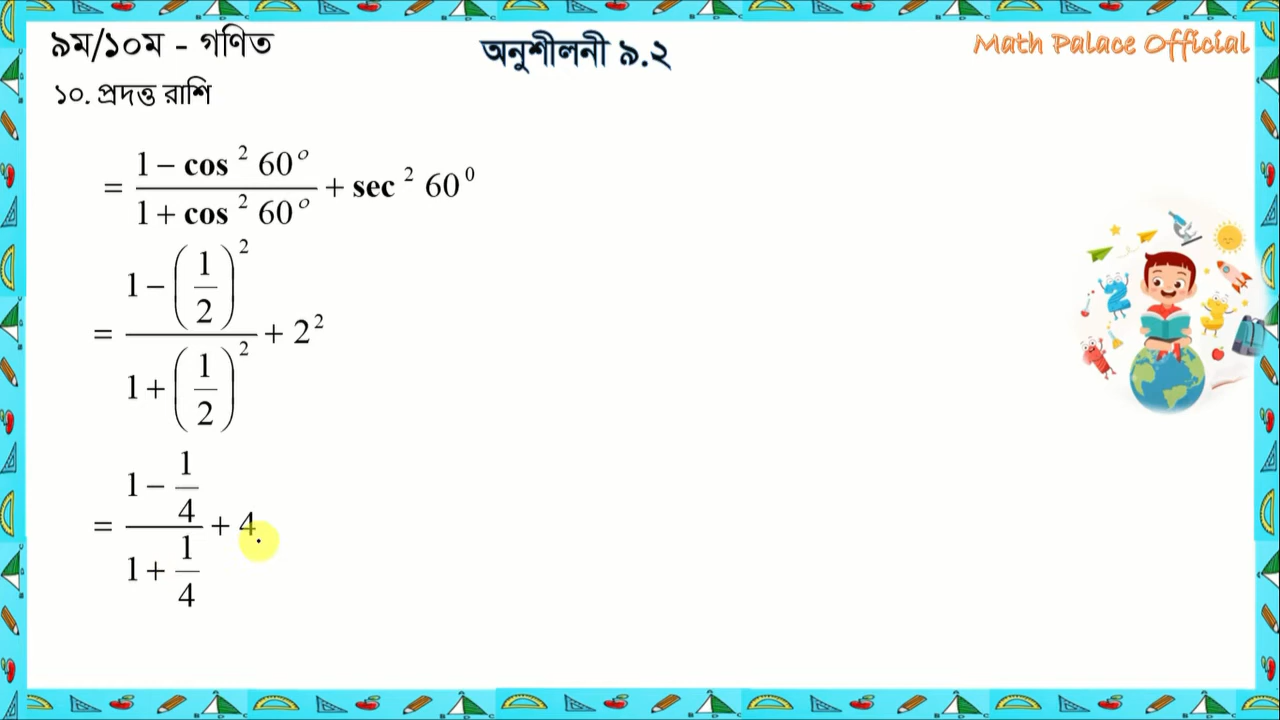 ৯ম/১০ম - গণিত
অনুশীলনী ৯.২
Math Palace Official
১০. প্রদত্ত রাশি
= (1 − cos² 60°) / (1 + cos² 60°) + sec² 60⁰
= (1 − (1/2)²) / (1 + (1/2)²) + 2²
= (1 − 1/4) / (1 + 1/4) + 4